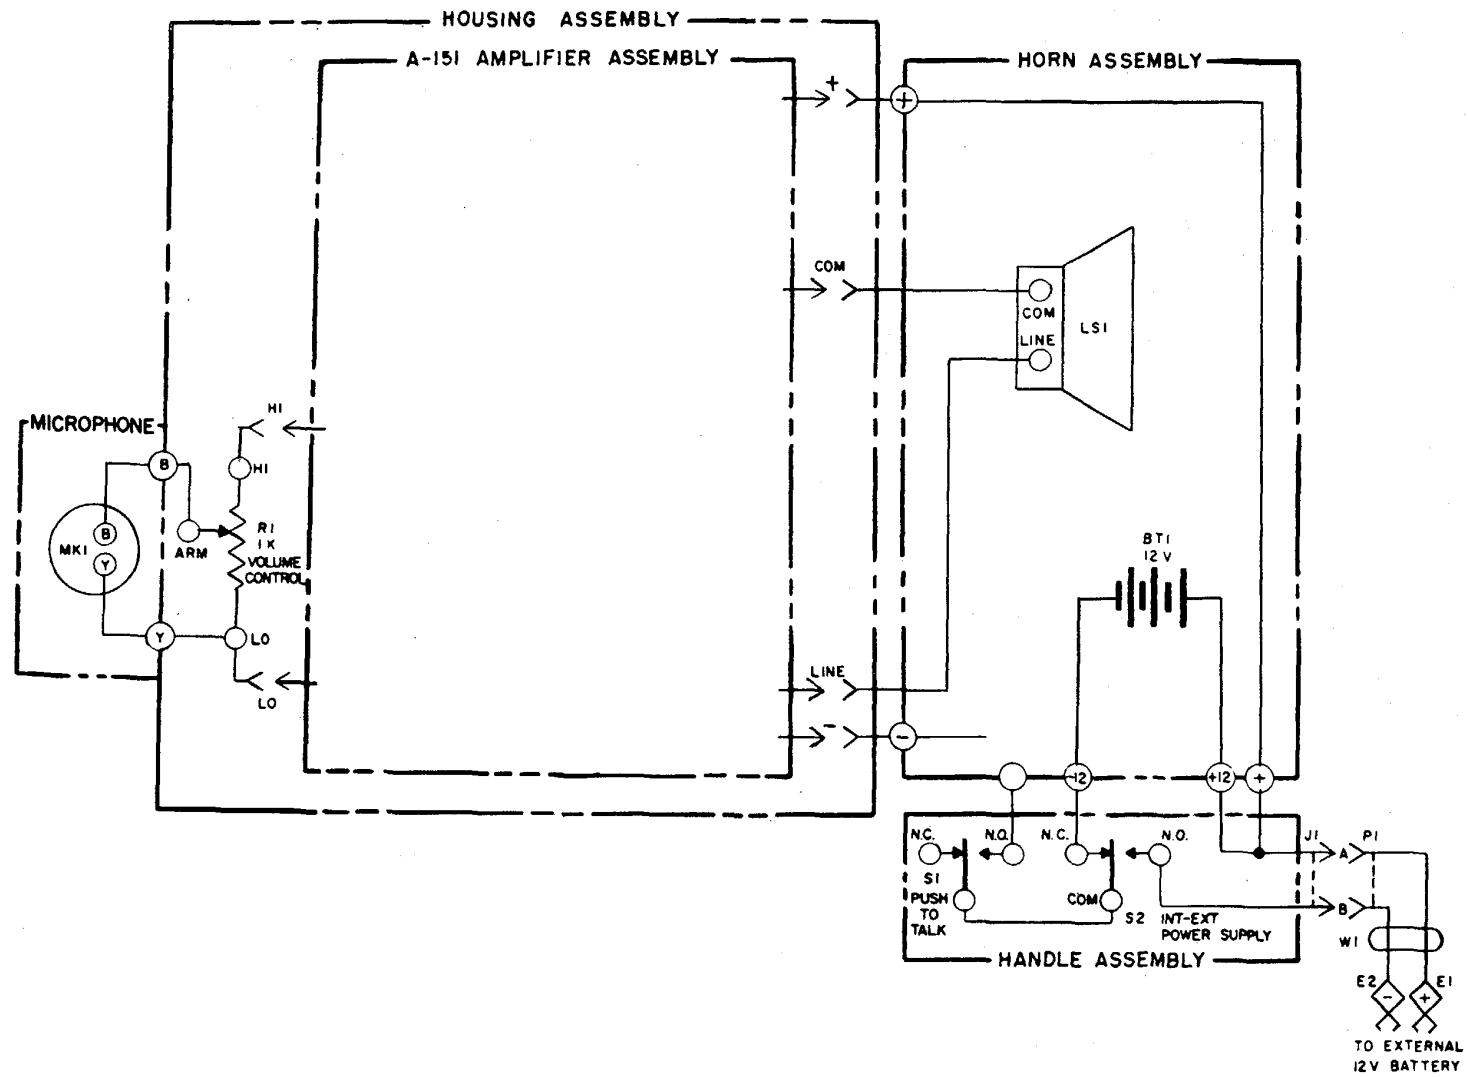 HOUSING ASSEMBLY
A-151 AMPLIFIER ASSEMBLY
HORN ASSEMBLY
+
+
COM
COM
LINE
LS1
MICROPHONE
HI
B
HI
B
MK1
Y
ARM
R1
1K
VOLUME
CONTROL
Y
LO
LO
BT1
12V
LINE
-
-
-12
+12
+
N.C.
N.O.
N.C.
N.O.
J1
P1
A
S1
PUSH
TO
TALK
COM
S2
INT-EXT
POWER SUPPLY
B
W1
HANDLE ASSEMBLY
E2
E1
-
+
TO EXTERNAL
12V BATTERY